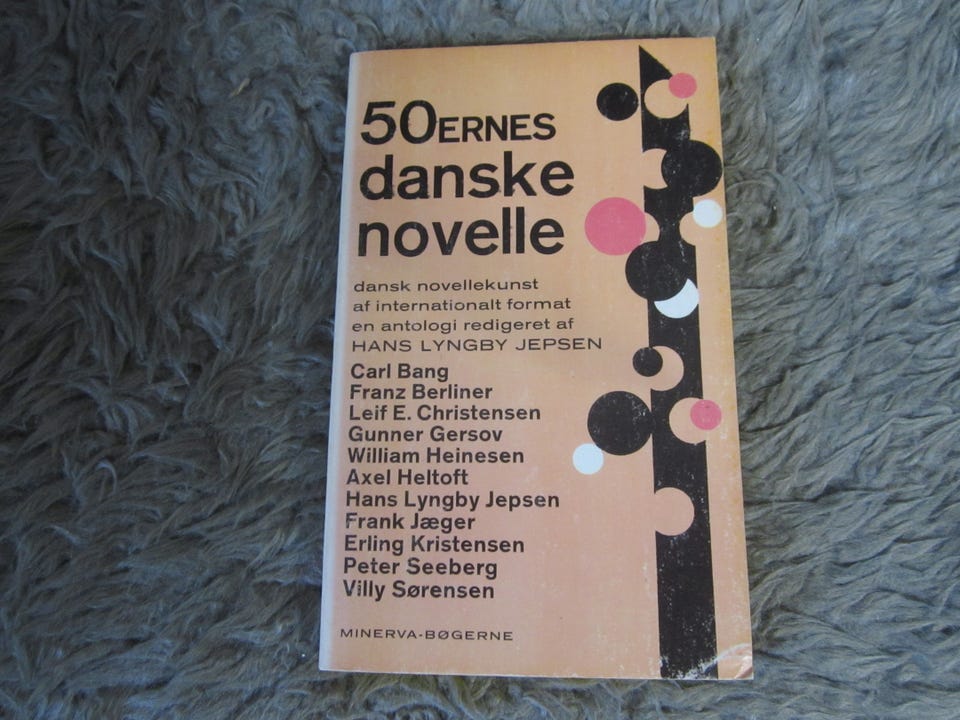 50ERNES
danske
novelle
dansk novellekunst
af internationalt format
en antologi redigeret af
HANS LYNGBY JEPSEN
Carl Bang
Franz Berliner
Leif E. Christensen
Gunner Gersov
William Heinesen
Axel Heltoft
Hans Lyngby Jepsen
Frank Jæger
Erling Kristensen
Peter Seeberg
Villy Sørensen
MINERVA-BØGERNE